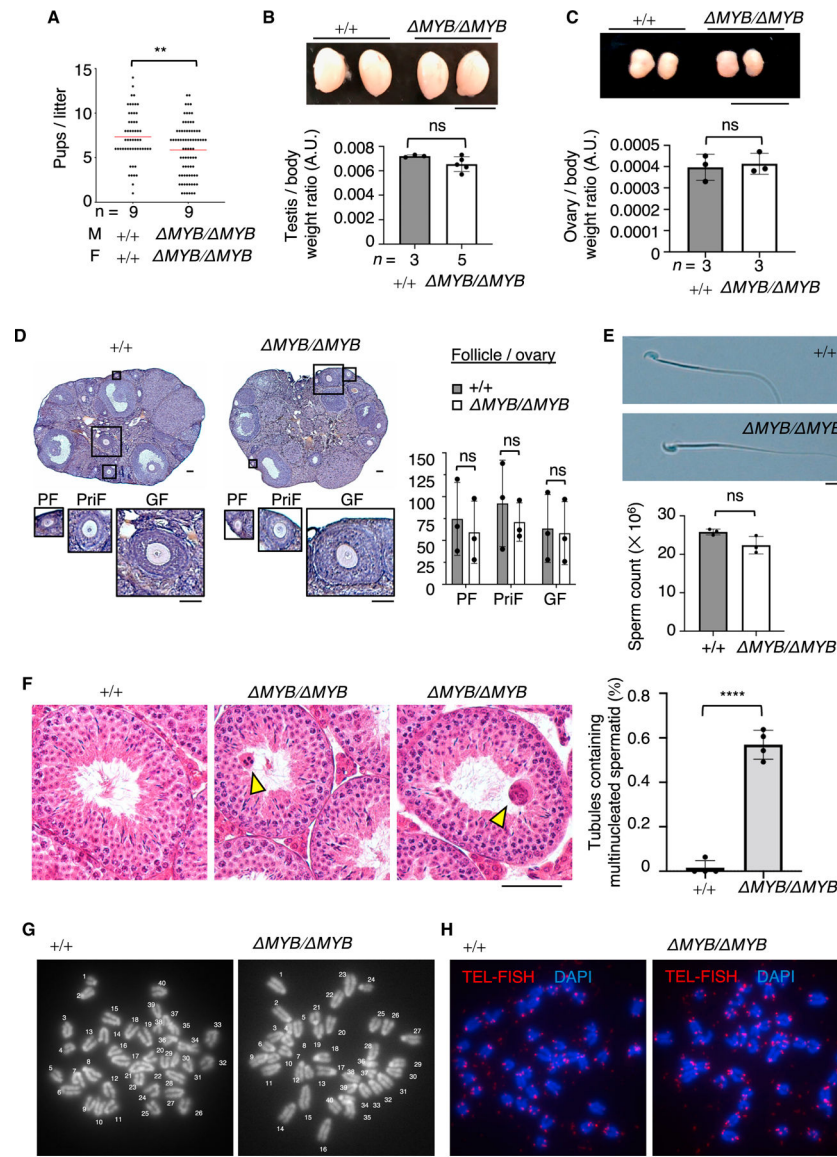 A
**
Pups / litter
15
10
5
0
n = 9 9
M +/+ ΔMYB/ΔMYB
F +/+ ΔMYB/ΔMYB
B
+/+ ΔMYB/ΔMYB
ns
Testis / body
weight ratio (A.U.)
0.008
0.006
0.004
0.002
0
n = 3 5
+/+ ΔMYB/ΔMYB
C
+/+ ΔMYB/ΔMYB
ns
Ovary / body
weight ratio (A.U.)
0.0005
0.0004
0.0003
0.0002
0.0001
0
n = 3 3
+/+ ΔMYB/ΔMYB
D
+/+ ΔMYB/ΔMYB
PF PriF GF
PF PriF GF
Follicle / ovary
+/+
ΔMYB/ΔMYB
ns ns ns
150
125
100
75
50
25
0
PF PriF GF
E
+/+
ΔMYB/ΔMYB
ns
Sperm count (× 10⁶)
30
20
10
0
+/+ ΔMYB/ΔMYB
F
+/+ ΔMYB/ΔMYB ΔMYB/ΔMYB
Tubules containing
multinucleated spermatid (%)
****
0.8
0.6
0.4
0.2
0
+/+ ΔMYB/ΔMYB
G
+/+ ΔMYB/ΔMYB
H
+/+ ΔMYB/ΔMYB
TEL-FISH DAPI
TEL-FISH DAPI